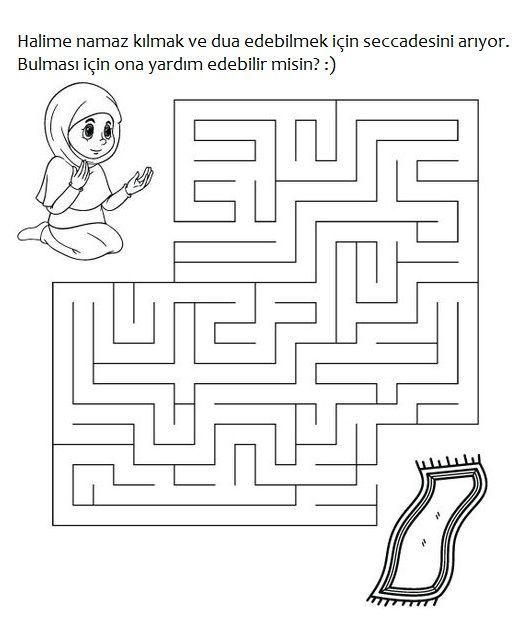 Halime namaz kılmak ve dua edebilmek için seccadesini arıyor.
Bulması için ona yardım edebilir misin? :)